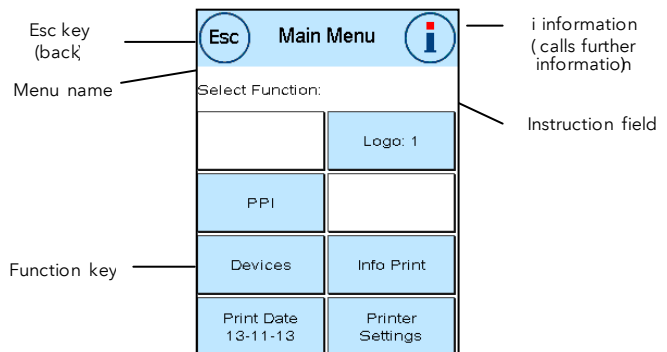 Esc key
(back)
Menu name
Function key
Esc
Main Menu
i
Select Function:
Logo: 1
PPI
Devices
Info Print
Print Date
13-11-13
Printer
Settings
i information
( calls further
information)
Instruction field